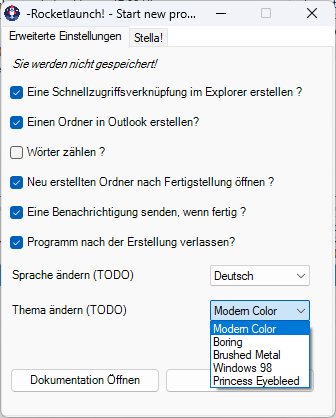 -Rocketlaunch! - Start new pro...
Erweiterte Einstellungen
Stella!
Sie werden nicht gespeichert!
Eine Schnellzugriffsverknüpfung im Explorer erstellen ?
Einen Ordner in Outlook erstellen?
Wörter zählen ?
Neu erstellten Ordner nach Fertigstellung öffnen ?
Eine Benachrichtigung senden, wenn fertig ?
Programm nach der Erstellung verlassen?
Sprache ändern (TODO)
Deutsch
Thema ändern (TODO)
Modern Color
Modern Color
Boring
Brushed Metal
Windows 98
Princess Eyebleed
Dokumentation Öffnen